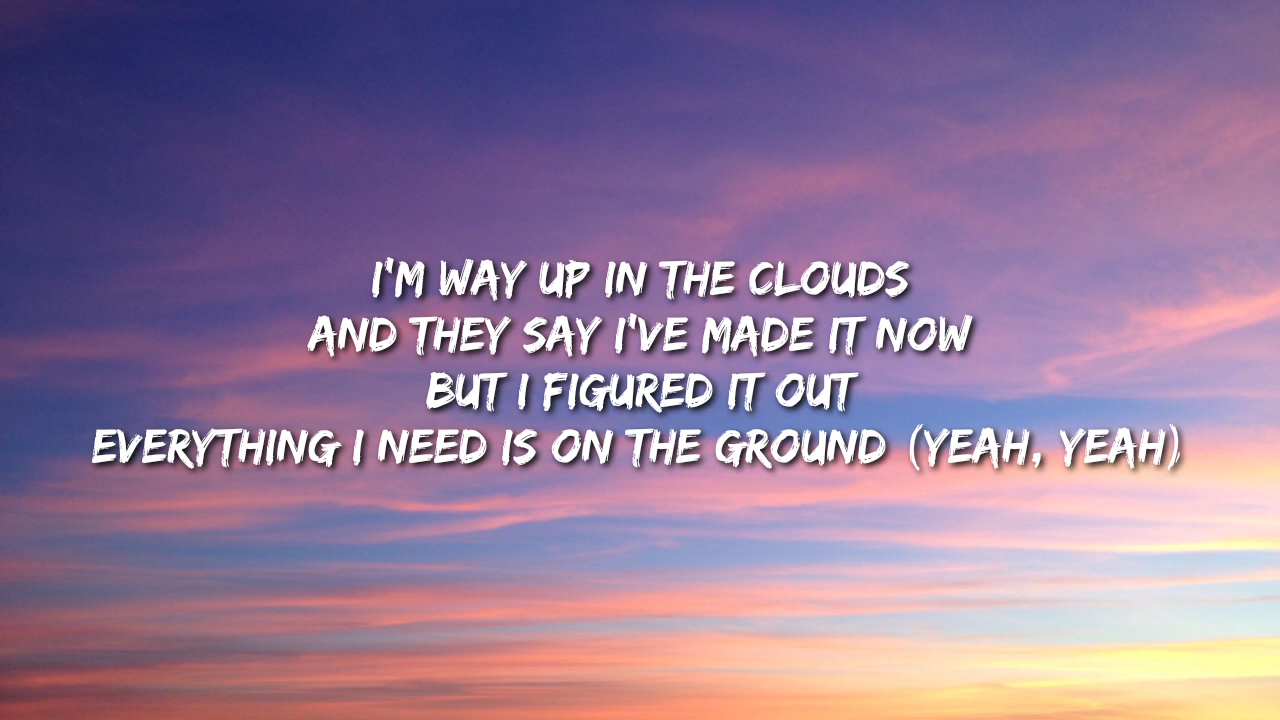 I'M WAY UP IN THE CLOUDS
AND THEY SAY I'VE MADE IT NOW
BUT I FIGURED IT OUT
EVERYTHING I NEED IS ON THE GROUND (YEAH, YEAH)